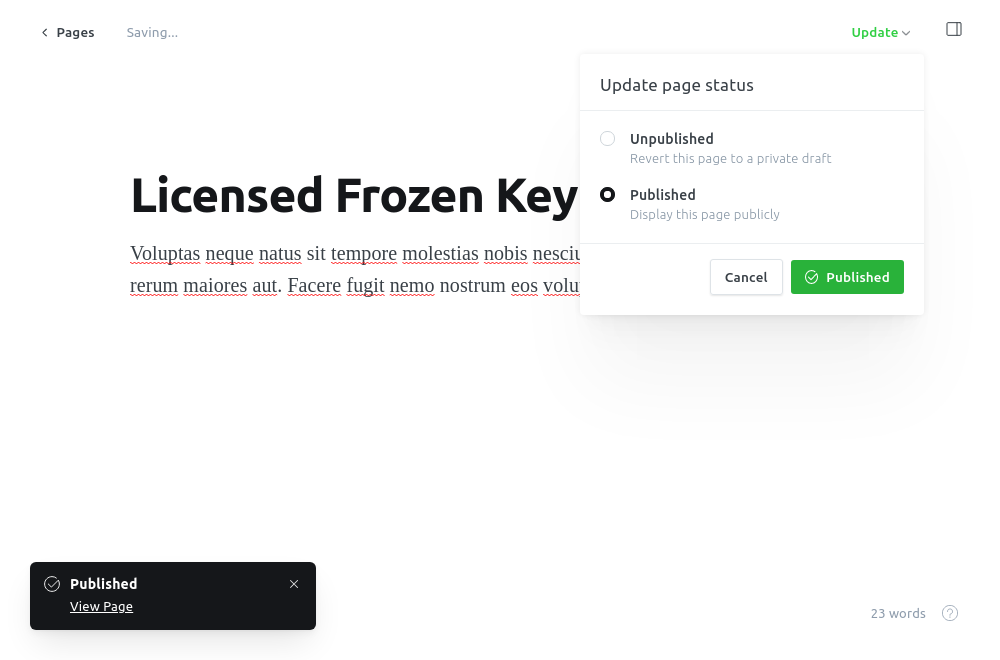 Pages
Saving...
Update
Update page status
Unpublished
Revert this page to a private draft
Published
Display this page publicly
Cancel
Published
Licensed Frozen Key
Voluptas neque natus sit tempore molestias nobis
rerum maiores aut. Facere fugit nemo nostrum eos
Published
View Page
23 words